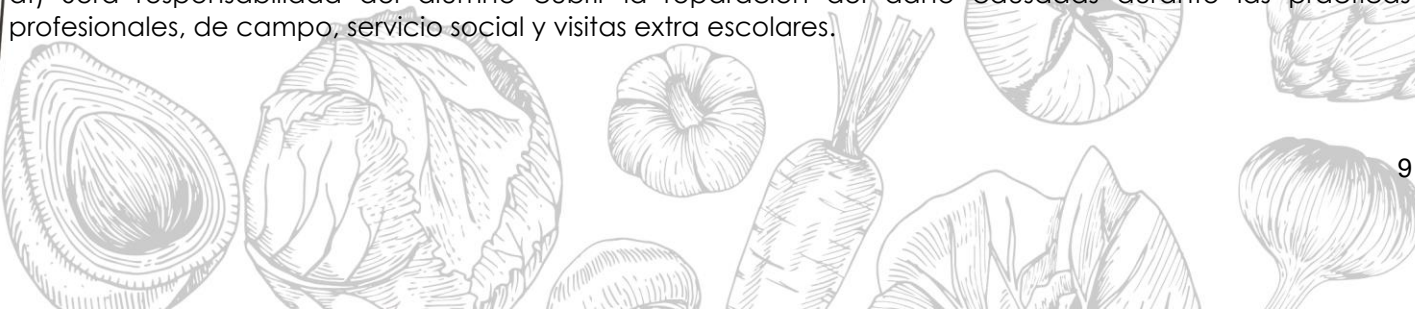 será responsabilidad del alumno cubrir la reparación del daño causadas durante las prácticas
profesionales, de campo, servicio social y visitas extra escolares.
9